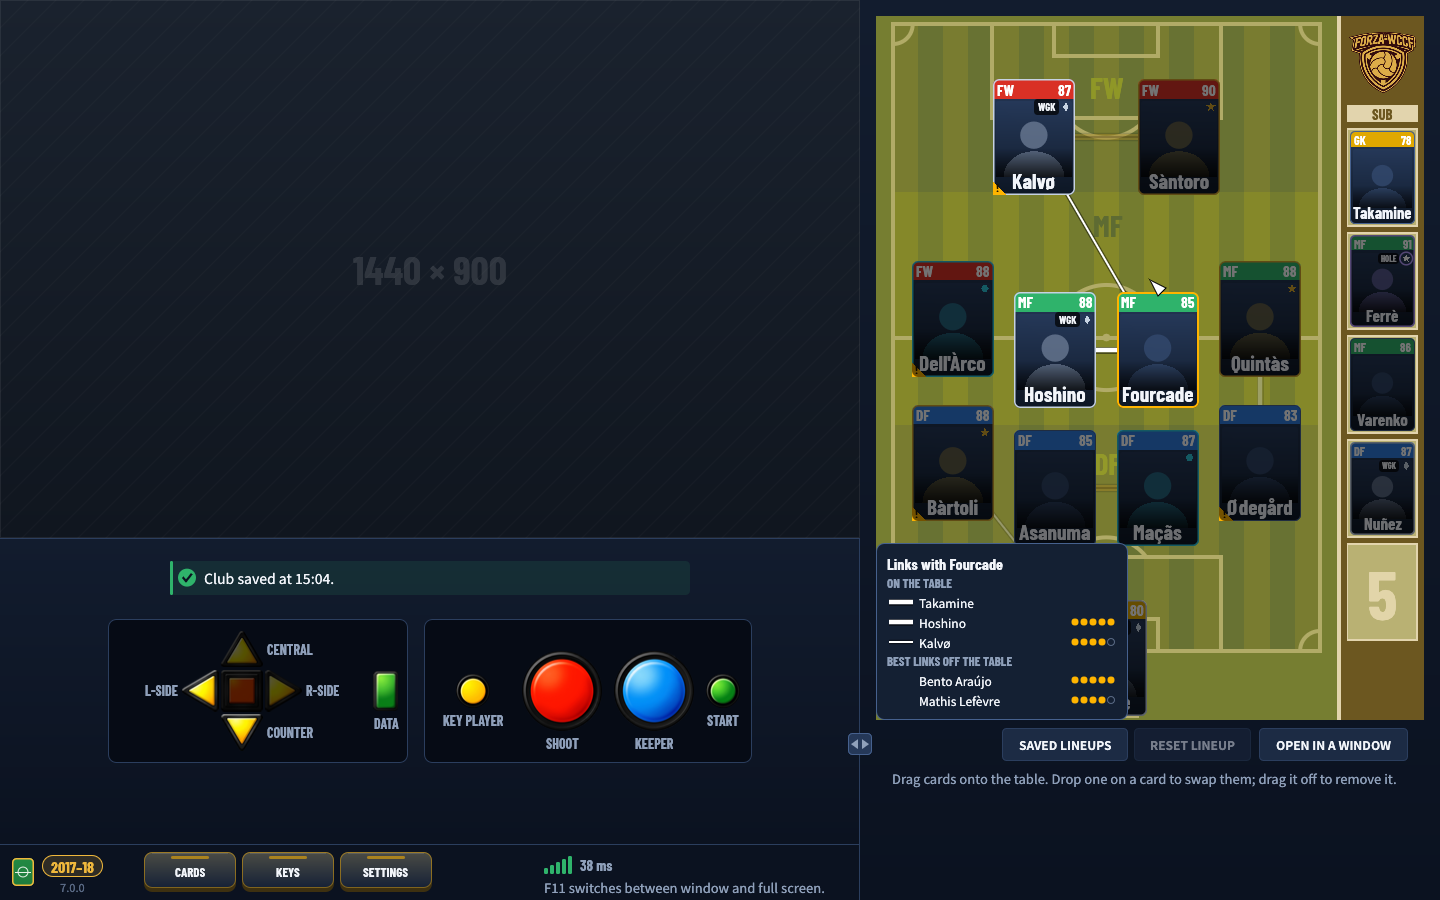 1440 × 900
Club saved at 15:04.
CENTRAL
L-SIDE
R-SIDE
COUNTER
DATA
KEY PLAYER
SHOOT
KEEPER
START
2017-18
7.0.0
CARDS
KEYS
SETTINGS
38 ms
F11 switches between window and full screen.
FORZA-WCCF
SUB
FW
MF
DF
FW 87
WGK
Kalvø
FW 90
Sàntoro
FW 88
Dell'Àrco
MF 88
WGK
Hoshino
MF 85
Fourcade
MF 88
Quintàs
DF 88
Bàrtoli
DF 85
Asanuma
DF 87
Maçãs
DF 83
Ødegård
80
GK 78
Takamine
MF 91
HOLE
Ferrè
MF 86
Varenko
DF 87
WGK
Nuñez
5
Links with Fourcade
ON THE TABLE
Takamine
Hoshino
Kalvø
BEST LINKS OFF THE TABLE
Bento Araújo
Mathis Lefèvre
SAVED LINEUPS
RESET LINEUP
OPEN IN A WINDOW
Drag cards onto the table. Drop one on a card to swap them; drag it off to remove it.